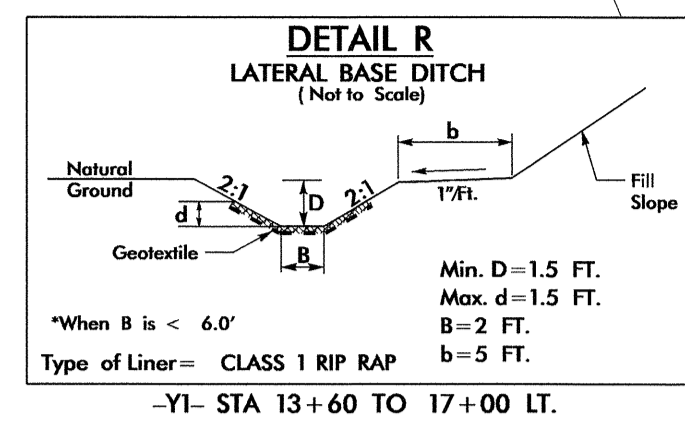 DETAIL R
LATERAL BASE DITCH
( Not to Scale)
b
Natural
Ground
2:1
D
2:1
1"/Ft.
Fill
Slope
d
Geotextile
B
Min. D=1.5 FT.
Max. d=1.5 FT.
B=2 FT.
b=5 FT.
*When B is < 6.0'
Type of Liner= CLASS 1 RIP RAP
-Y1- STA 13+60 TO 17+00 LT.